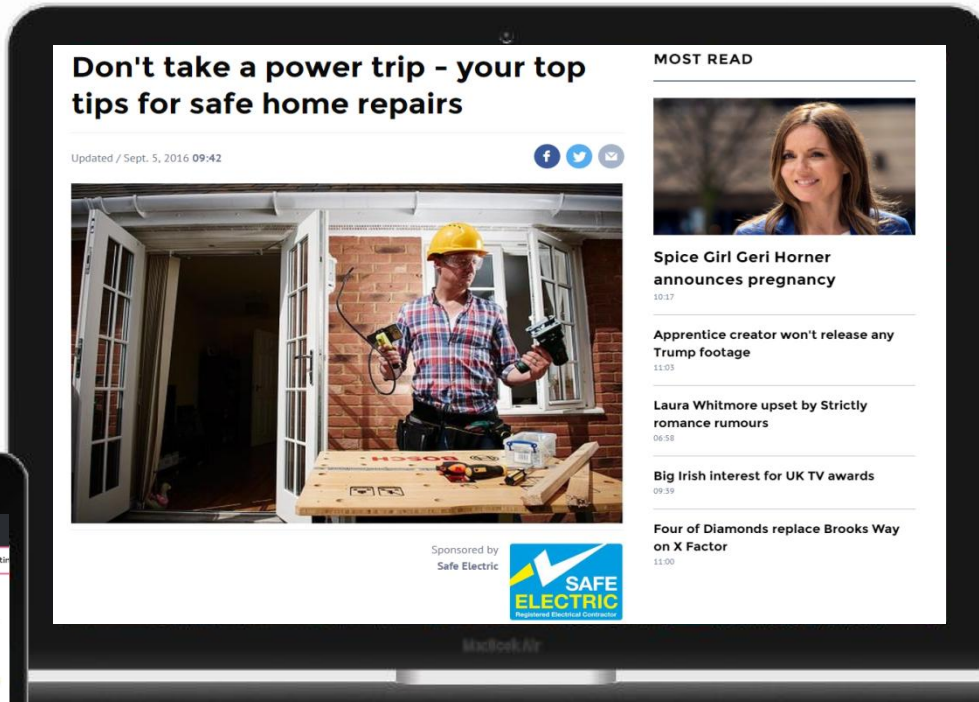 Don't take a power trip - your top
tips for safe home repairs
Updated / Sept. 5, 2016 09:42
BOSCH
Sponsored by
Safe Electric
SAFE
ELECTRIC
Registered Electrical Contractor
MOST READ
Spice Girl Geri Horner
announces pregnancy
10:17
Apprentice creator won't release any
Trump footage
11:03
Laura Whitmore upset by Strictly
romance rumours
06:58
Big Irish interest for UK TV awards
09:39
Four of Diamonds replace Brooks Way
on X Factor
11:00
MacBook Air